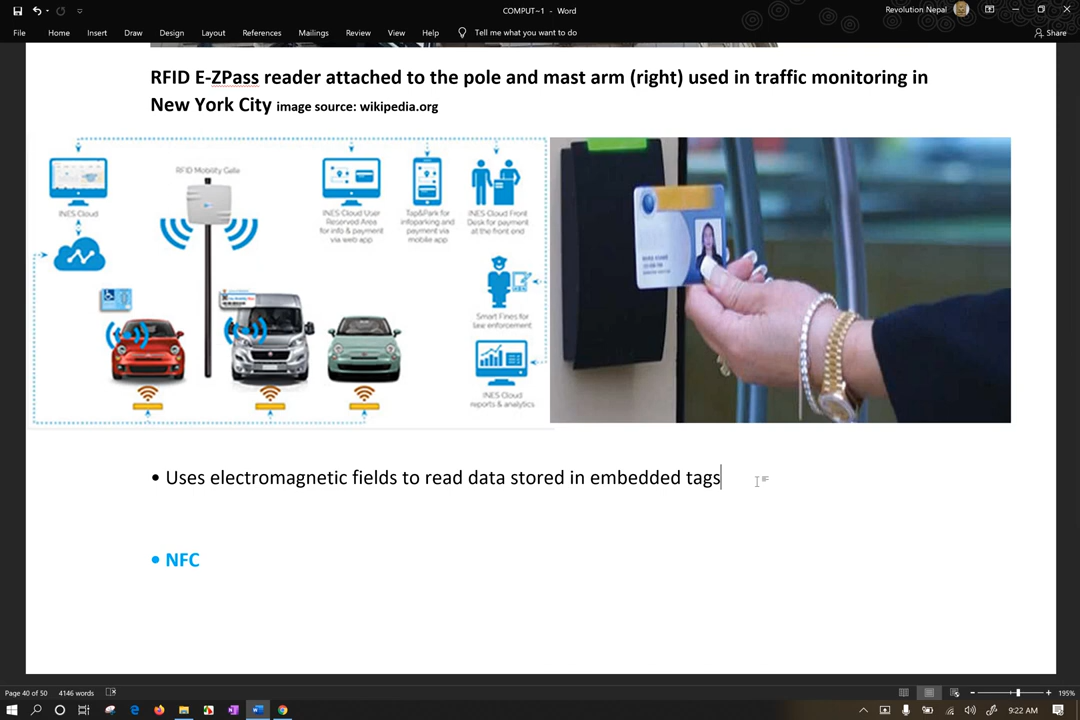 COMPUT~1 - Word
Revolution Nepal
File Home Insert Draw Design Layout References Mailings Review View Help Tell me what you want to do Share
RFID E-ZPass reader attached to the pole and mast arm (right) used in traffic monitoring in
New York City image source: wikipedia.org
RFID Mobility Gate
INES Cloud
INES Cloud User
Reserved Area
for info & payment
via web app
Tap&Park for
infoparking and
payment via
mobile app
INES Cloud Front
Desk for payment
at the front end
Smart Fines for
law enforcement
INES Cloud
reports & analytics
• Uses electromagnetic fields to read data stored in embedded tags
• NFC
Page 40 of 50 4146 words 195%
9:22 AM